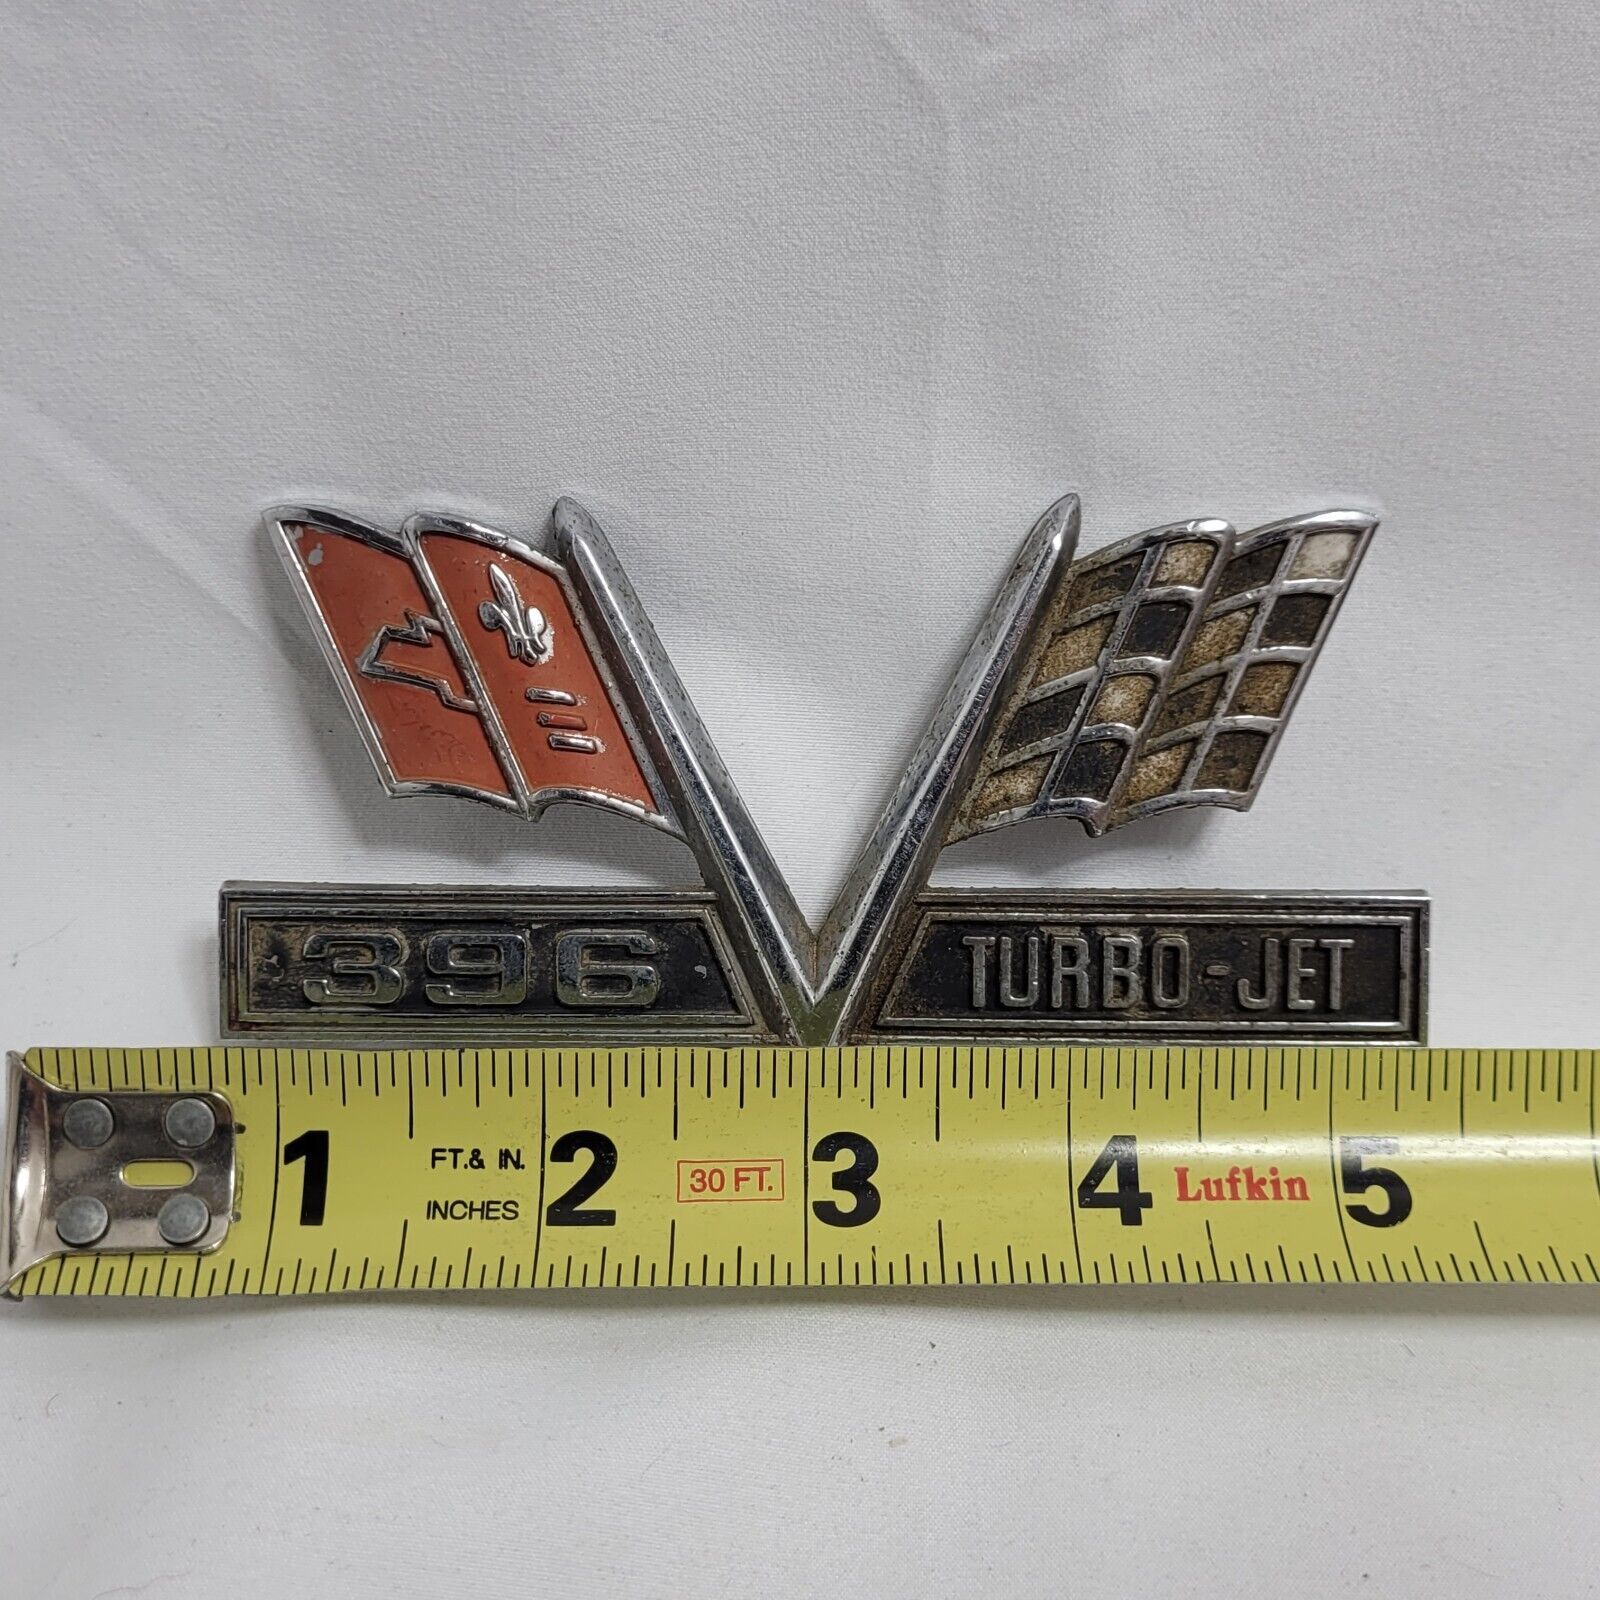 396 TURBO-JET
1 FT.& IN. 2 30 FT. 3 4 Lufkin 5
INCHES